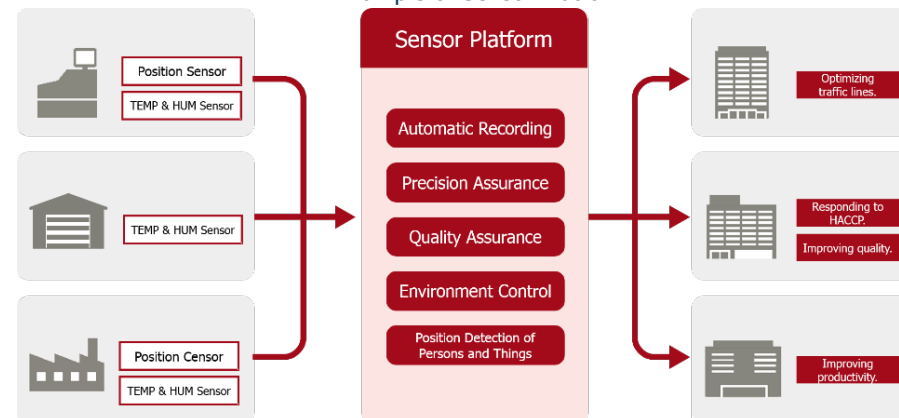 Sensor Platform
Position Sensor
TEMP & HUM Sensor
TEMP & HUM Sensor
Position Censor
TEMP & HUM Sensor
Automatic Recording
Precision Assurance
Quality Assurance
Environment Control
Position Detection of
Persons and Things
Optimizing
traffic lines.
Responding to
HACCP.
Improving quality.
Improving
productivity.